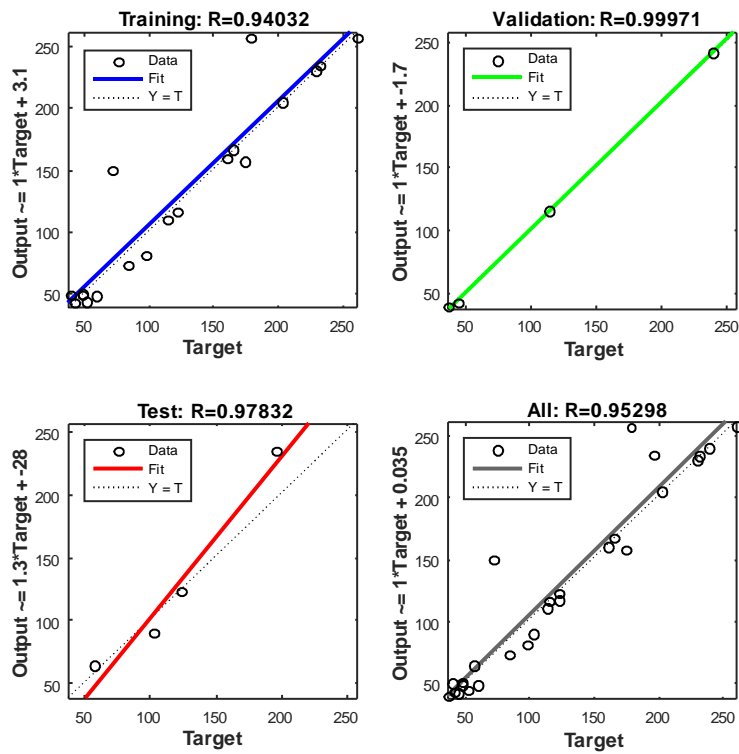 Training: R=0.94032
Output ~= 1*Target + 3.1
250
200
150
100
50
Data
Fit
Y = T
50 100 150 200 250
Target
Validation: R=0.99971
Output ~= 1*Target + -1.7
250
200
150
100
50
Data
Fit
Y = T
50 100 150 200 250
Target
Test: R=0.97832
Output ~= 1.3*Target + -28
250
200
150
100
50
Data
Fit
Y = T
50 100 150 200 250
Target
All: R=0.95298
Output ~= 1*Target + 0.035
250
200
150
100
50
Data
Fit
Y = T
50 100 150 200 250
Target